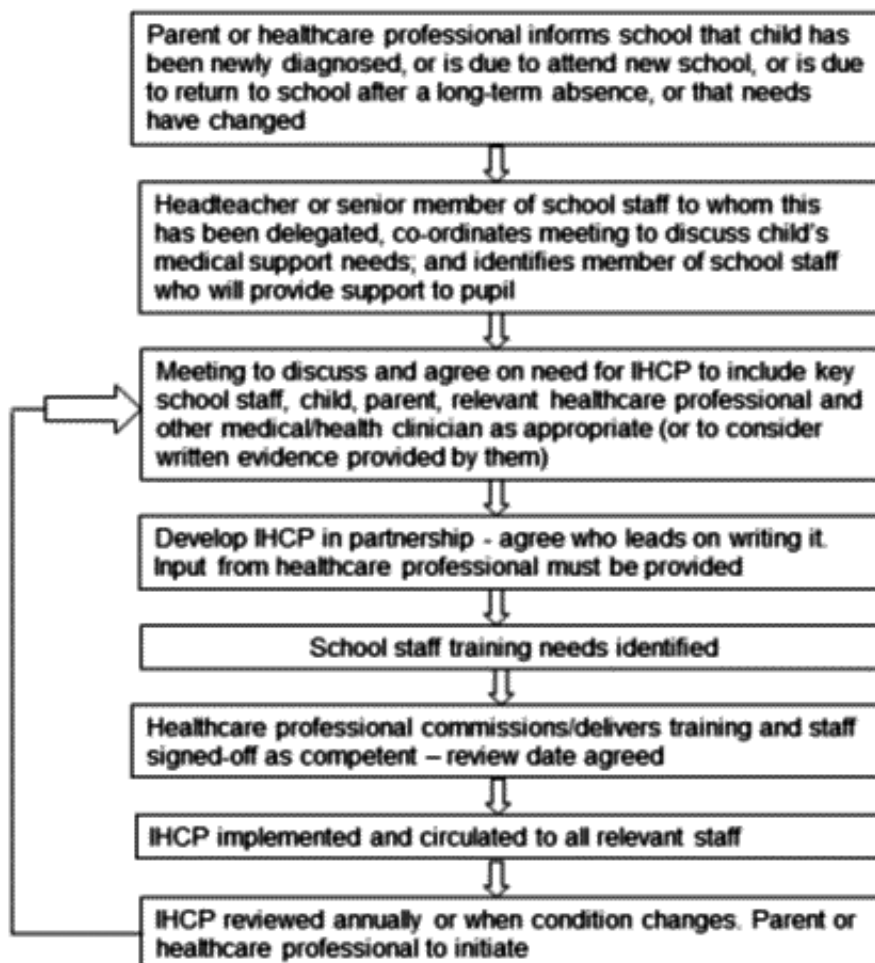 Parent or healthcare professional informs school that child has
been newly diagnosed, or is due to attend new school, or is due
to return to school after a long-term absence, or that needs
have changed
Headteacher or senior member of school staff to whom this
has been delegated, co-ordinates meeting to discuss child's
medical support needs; and identifies member of school staff
who will provide support to pupil
Meeting to discuss and agree on need for IHCP to include key
school staff, child, parent, relevant healthcare professional and
other medical/health clinician as appropriate (or to consider
written evidence provided by them)
Develop IHCP in partnership - agree who leads on writing it.
Input from healthcare professional must be provided
School staff training needs identified
Healthcare professional commissions/delivers training and staff
signed-off as competent – review date agreed
IHCP implemented and circulated to all relevant staff
IHCP reviewed annually or when condition changes. Parent or
healthcare professional to initiate